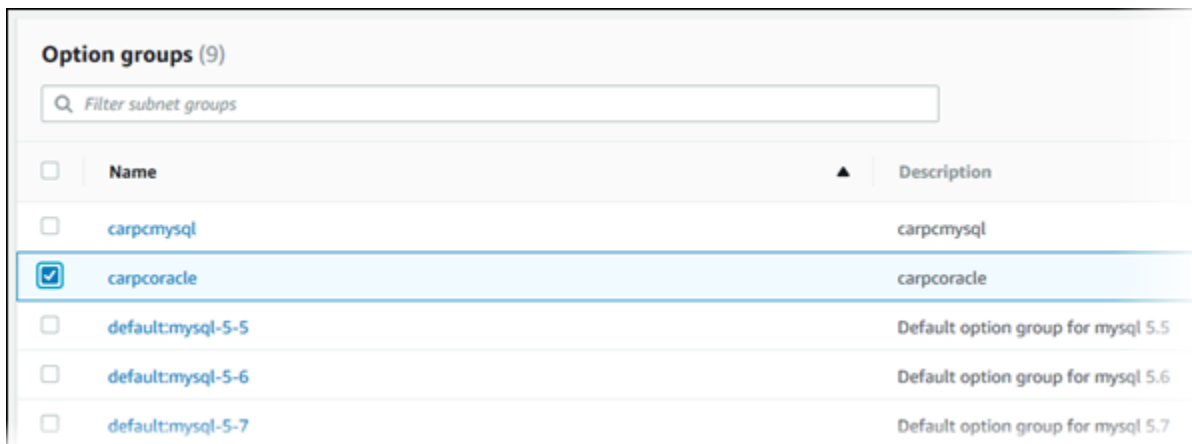 Option groups (9)
Filter subnet groups
Name Description
carpcmysql carpcmysql
carpcoracle carpcoracle
default:mysql-5-5 Default option group for mysql 5.5
default:mysql-5-6 Default option group for mysql 5.6
default:mysql-5-7 Default option group for mysql 5.7